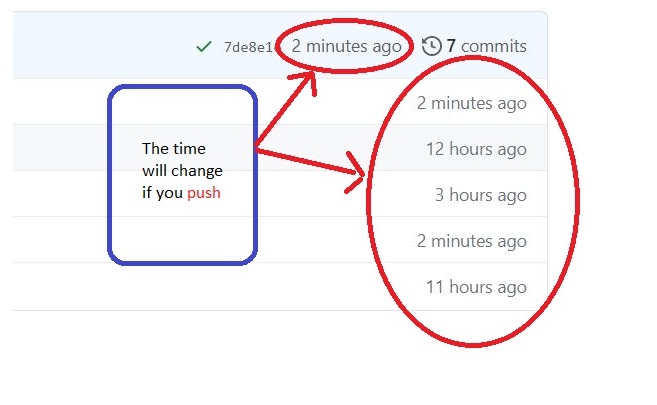 7de8e1 2 minutes ago 7 commits
2 minutes ago
12 hours ago
3 hours ago
2 minutes ago
11 hours ago
The time
will change
if you push